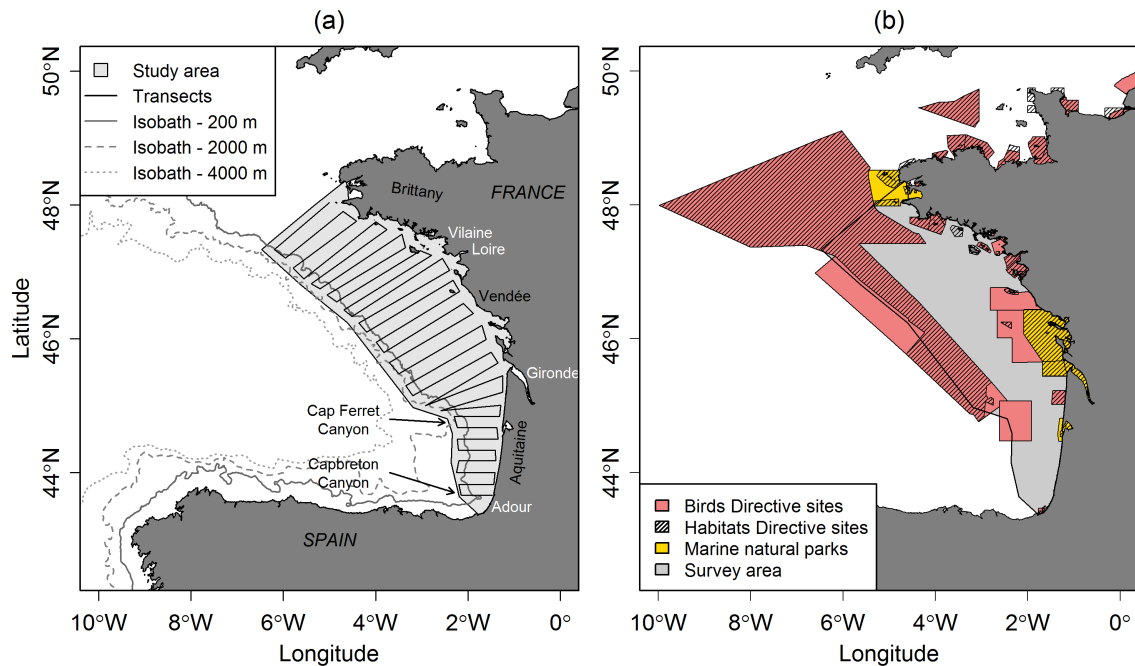 (a)
50°N
48°N
46°N
44°N
Latitude
Study area
Transects
Isobath - 200 m
Isobath - 2000 m
Isobath - 4000 m
Brittany
FRANCE
Vilaine
Loire
Vendée
Gironde
Cap Ferret
Canyon
Aquitaine
Capbreton
Canyon
Adour
SPAIN
10°W
8°W
6°W
4°W
2°W
0°
Longitude
(b)
50°N
48°N
46°N
44°N
Birds Directive sites
Habitats Directive sites
Marine natural parks
Survey area
10°W
8°W
6°W
4°W
2°W
0°
Longitude